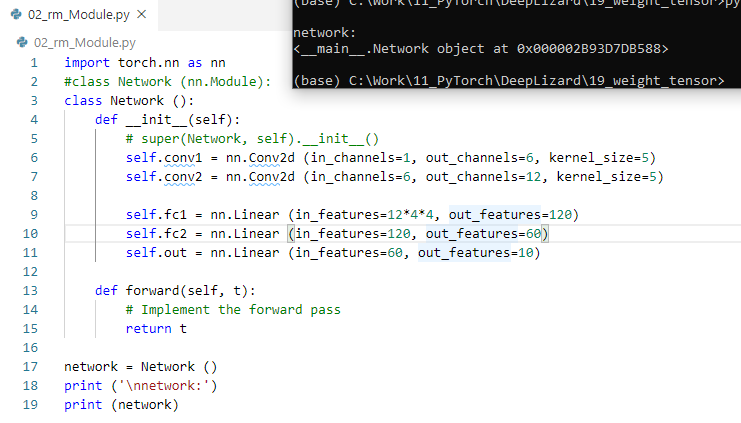 02_rm_Module.py ×
02_rm_Module.py
1 import torch.nn as nn
2 #class Network (nn.Module):
3 class Network ():
4     def __init__(self):
5         # super(Network, self).__init__()
6         self.conv1 = nn.Conv2d (in_channels=1, out_channels=6, kernel_size=5)
7         self.conv2 = nn.Conv2d (in_channels=6, out_channels=12, kernel_size=5)
8
9         self.fc1 = nn.Linear (in_features=12*4*4, out_features=120)
10         self.fc2 = nn.Linear (in_features=120, out_features=60)
11         self.out = nn.Linear (in_features=60, out_features=10)
12
13     def forward(self, t):
14         # Implement the forward pass
15         return t
16
17 network = Network ()
18 print ('\nnetwork:')
19 print (network)
(base) C:\Work\11_PyTorch\DeepLizard\19_weight_tensor>py
network:
<__main__.Network object at 0x000002B93D7DB588>
(base) C:\Work\11_PyTorch\DeepLizard\19_weight_tensor>